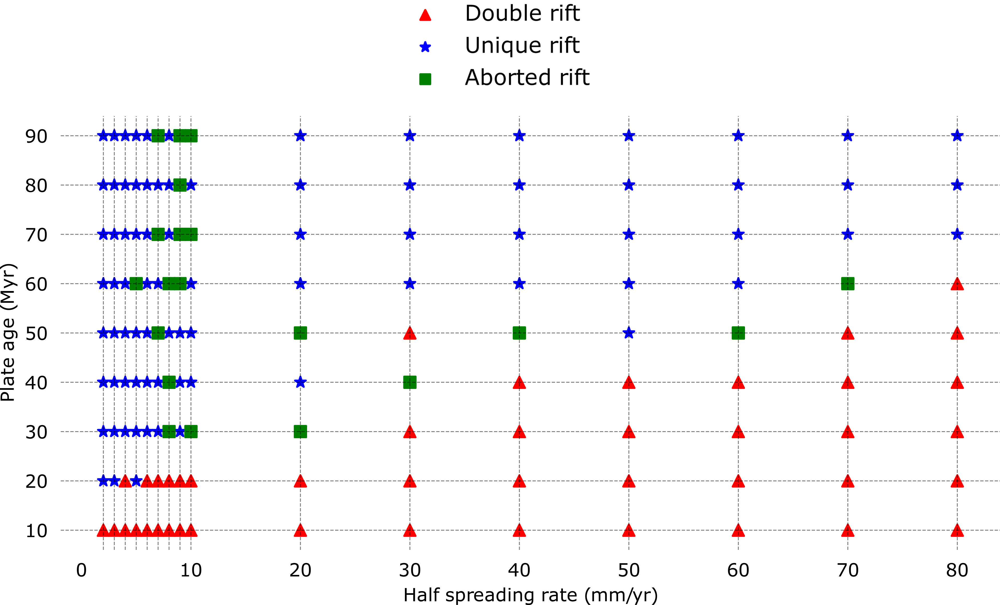 Double rift
Unique rift
Aborted rift
Plate age (Myr)
90
80
70
60
50
40
30
20
10
0 10 20 30 40 50 60 70 80
Half spreading rate (mm/yr)